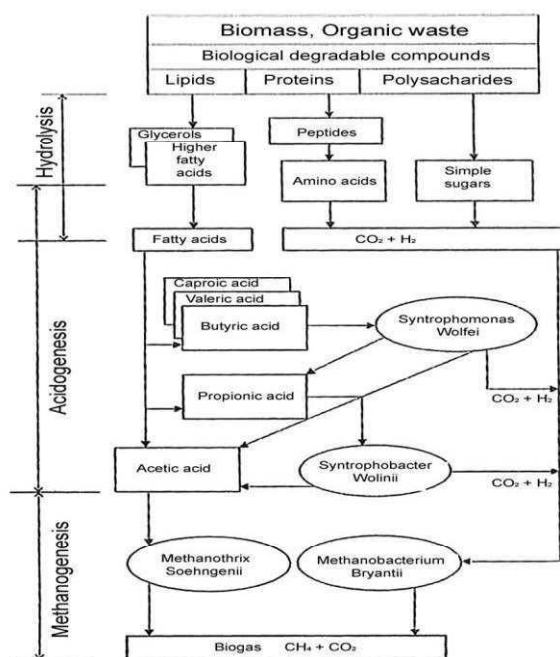 Biomass, Organic waste
Biological degradable compounds
Lipids
Proteins
Polysacharides
Hydrolysis
Glycerols
Higher
fatty
acids
Peptides
Amino acids
Simple
sugars
Fatty acids
CO₂ + H₂
Acidogenesis
Caproic acid
Valeric acid
Butyric acid
Syntrophomonas
Wolfei
Propionic acid
CO₂ + H₂
Acetic acid
Syntrophobacter
Wolinii
CO₂ + H₂
Methanogenesis
Methanothrix
Soehngenii
Methanobacterium
Bryantii
Biogas CH₄ + CO₂